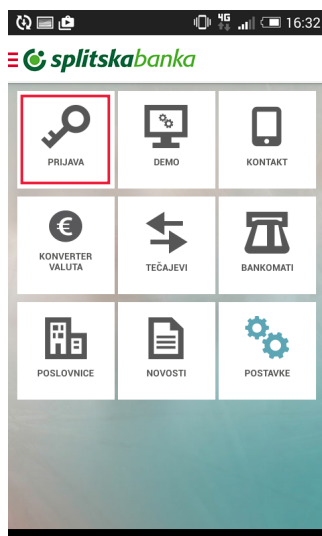 4G 16:32
splitskabanka
PRIJAVA DEMO KONTAKT
KONVERTER
VALUTA TEČAJEVI BANKOMATI
POSLOVNICE NOVOSTI POSTAVKE